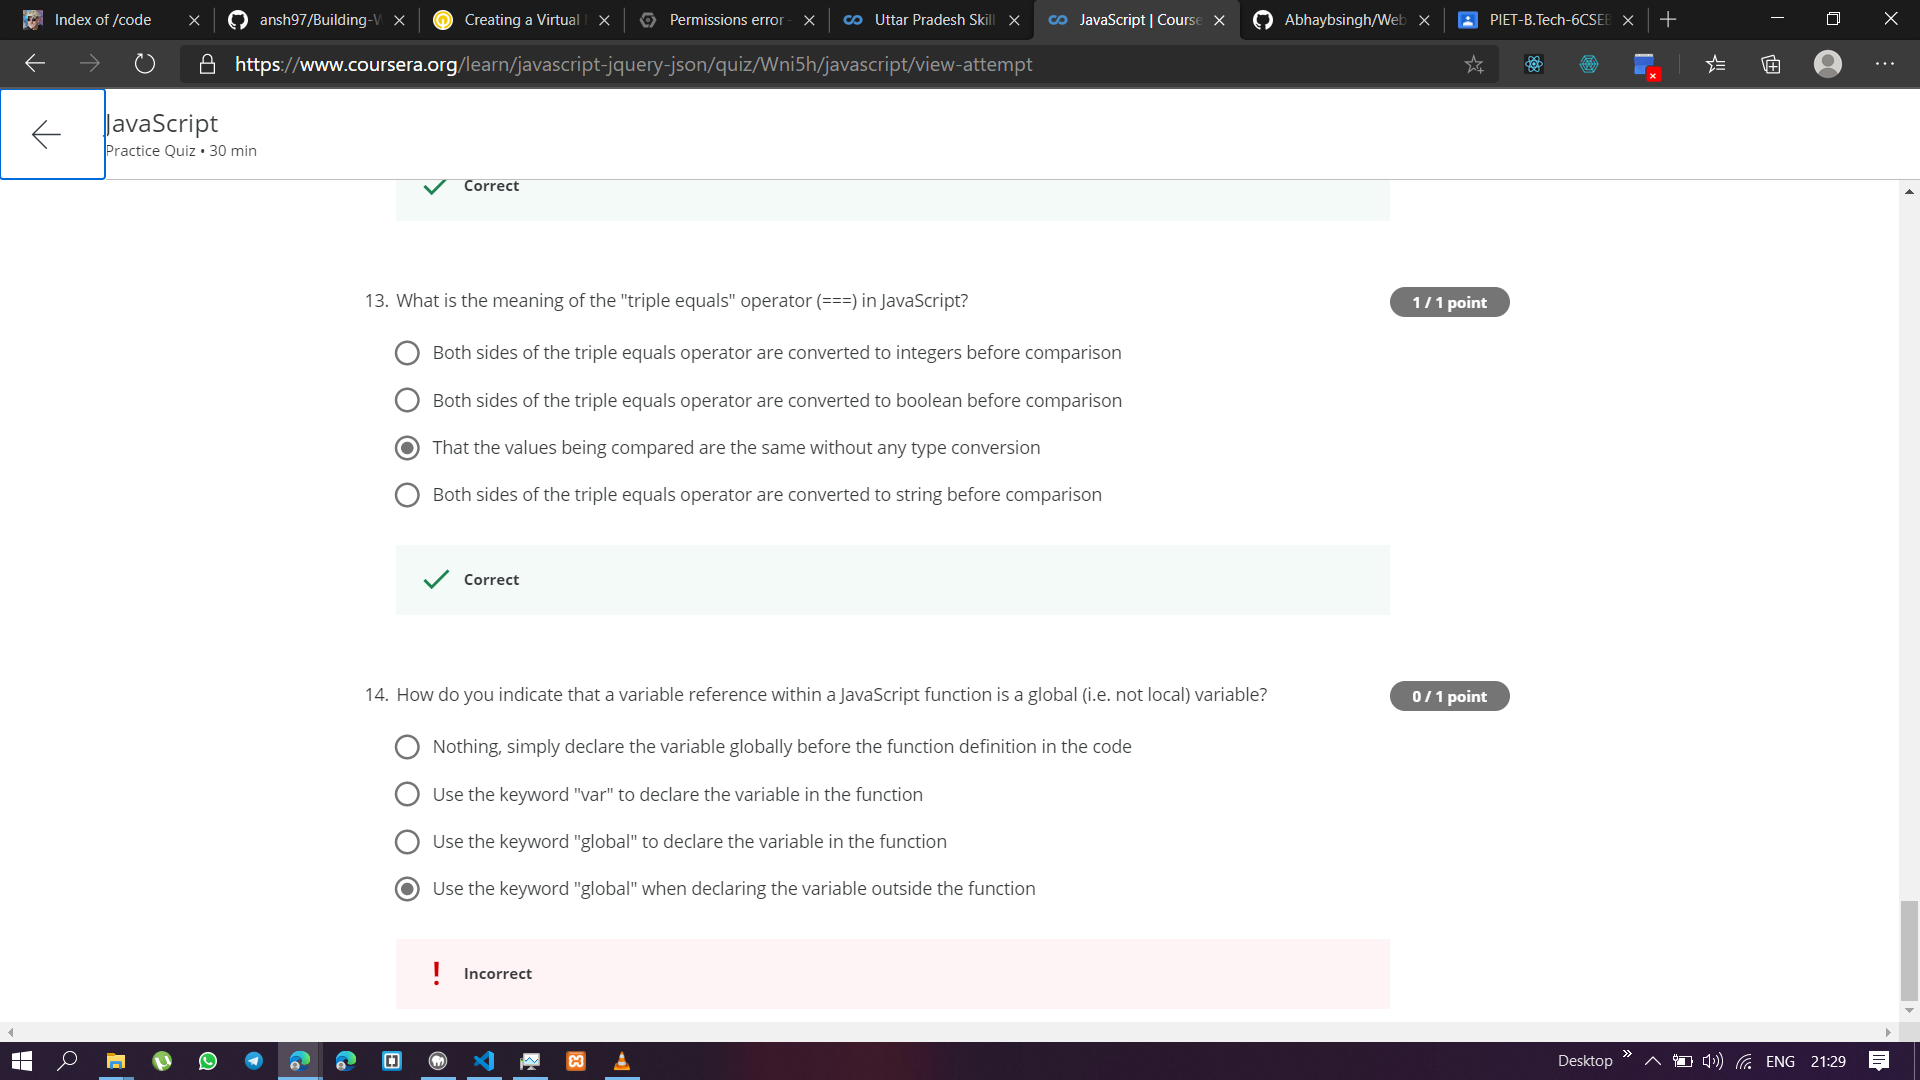 Index of /code
ansh97/Building-W
Creating a Virtual
Permissions error -
Uttar Pradesh Skill
JavaScript | Course
Abhaybsingh/Web
PIET-B.Tech-6CSEB
https://www.coursera.org/learn/javascript-jquery-json/quiz/Wni5h/javascript/view-attempt
JavaScript
Practice Quiz • 30 min
Correct
13. What is the meaning of the "triple equals" operator (===) in JavaScript?
1 / 1 point
Both sides of the triple equals operator are converted to integers before comparison
Both sides of the triple equals operator are converted to boolean before comparison
That the values being compared are the same without any type conversion
Both sides of the triple equals operator are converted to string before comparison
Correct
14. How do you indicate that a variable reference within a JavaScript function is a global (i.e. not local) variable?
0 / 1 point
Nothing, simply declare the variable globally before the function definition in the code
Use the keyword "var" to declare the variable in the function
Use the keyword "global" to declare the variable in the function
Use the keyword "global" when declaring the variable outside the function
! Incorrect
Desktop » ENG 21:29